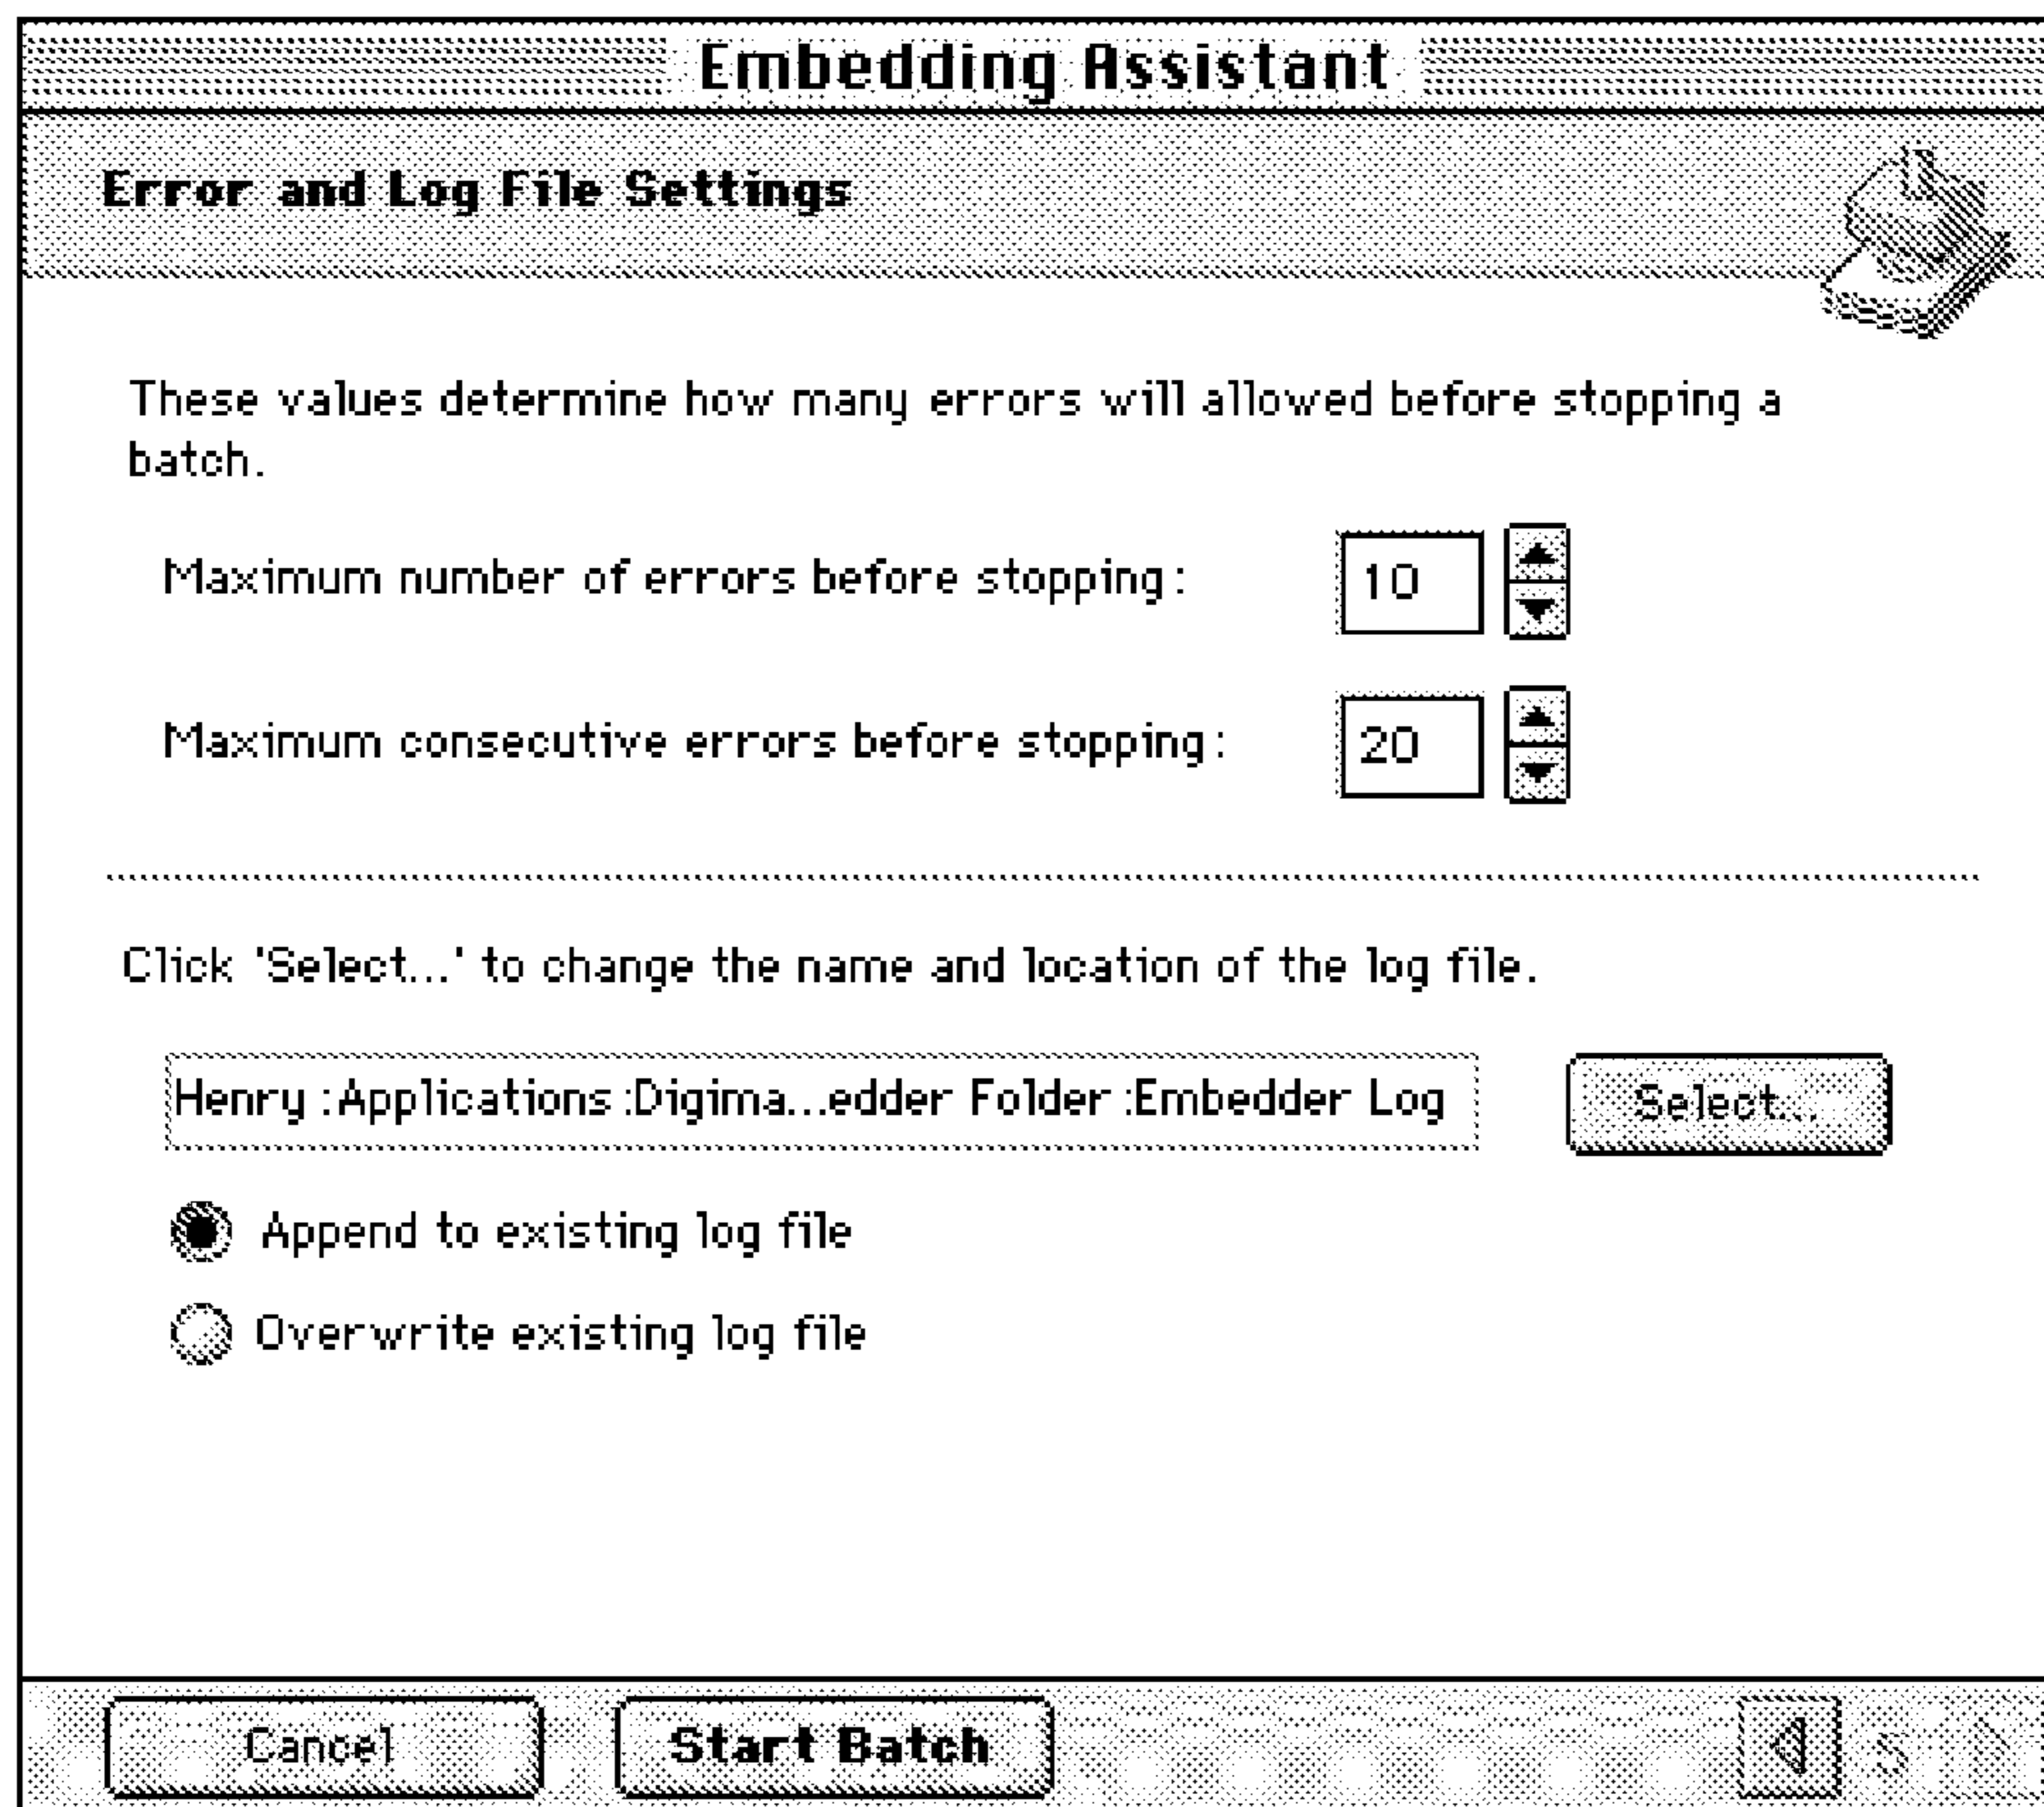 Embedding Assistant
Error and Log File Settings
These values determine how many errors will allowed before stopping a
batch.
Maximum number of errors before stopping: 10
Maximum consecutive errors before stopping: 20
Click 'Select...' to change the name and location of the log file.
Henry :Applications :Digima...edder Folder :Embedder Log Select...
Append to existing log file
Overwrite existing log file
Cancel Start Batch 5